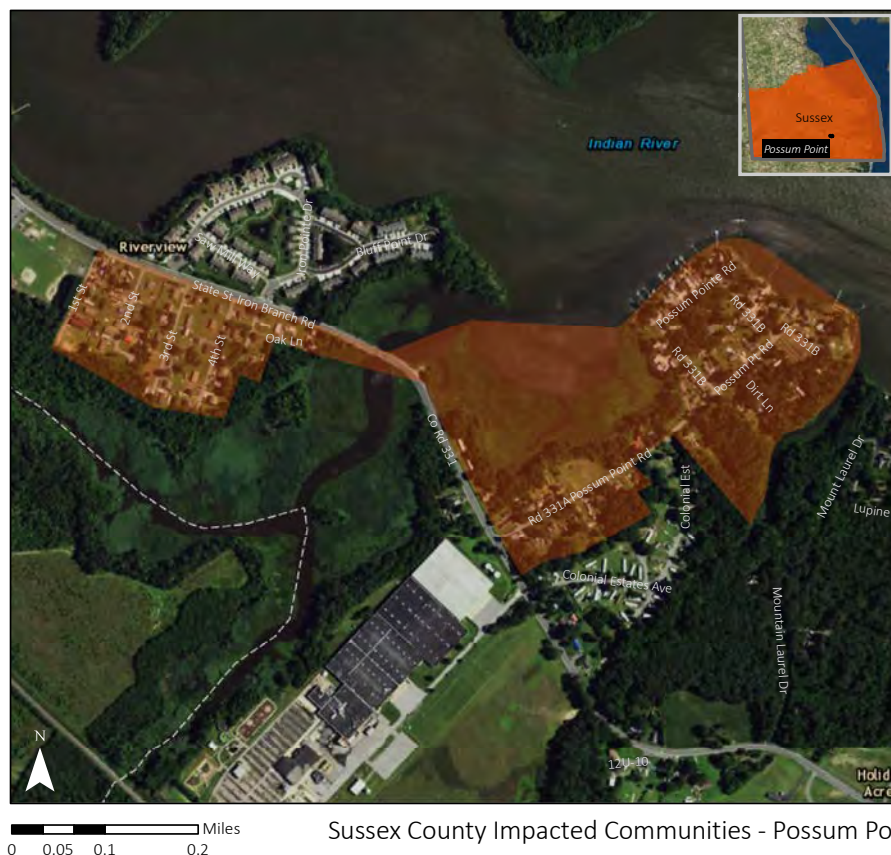 Sussex
Possum Point
Indian River
Riverview
Saw Mill Way
Bluff Point Dr
1st St
2nd St
3rd St
4th St
State St Iron Branch Rd
Oak Ln
Possum Pointe Rd
Rd 331B
Rd 331B
Rd 331B
Possum Pt Rd
Dirt Ln
Co Rd 331
Rd 331A Possum Point Rd
Colonial Est
Colonial Estates Ave
Mount Laurel Dr
Lupine
Mountain Laurel Dr
12U-10
Holid
Acre
N
Miles
0 0.05 0.1 0.2
Sussex County Impacted Communities - Possum Po